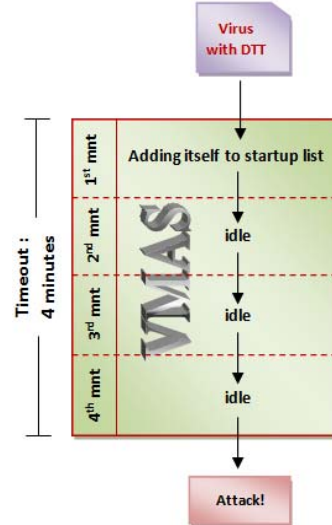 Virus
with DTT
Timeout :
4 minutes
1st mnt
Adding itself to startup list
2nd mnt
idle
VMAS
3rd mnt
idle
4th mnt
idle
Attack!